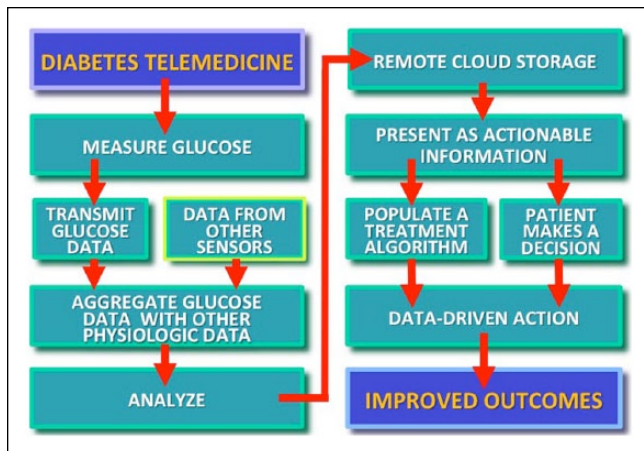 DIABETES TELEMEDICINE
MEASURE GLUCOSE
TRANSMIT
GLUCOSE
DATA
DATA FROM
OTHER
SENSORS
AGGREGATE GLUCOSE
DATA WITH OTHER
PHYSIOLOGIC DATA
ANALYZE
REMOTE CLOUD STORAGE
PRESENT AS ACTIONABLE
INFORMATION
POPULATE A
TREATMENT
ALGORITHM
PATIENT
MAKES A
DECISION
DATA-DRIVEN ACTION
IMPROVED OUTCOMES